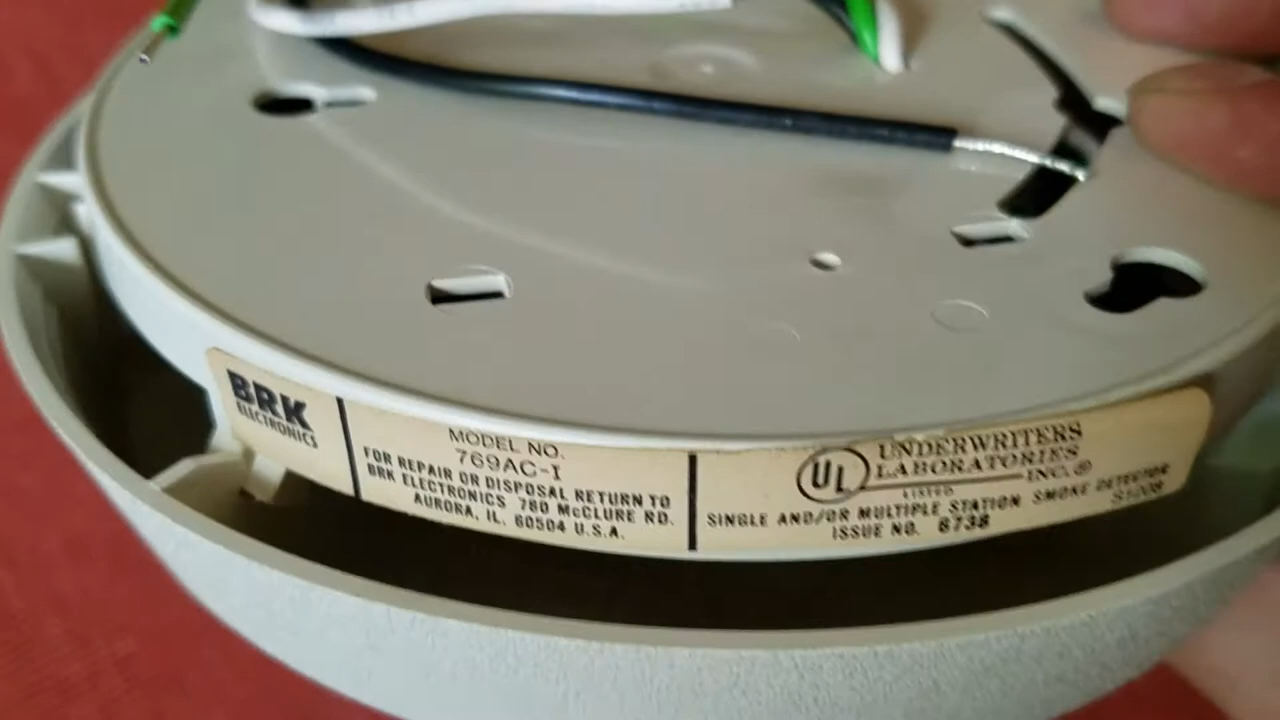 BRK
ELECTRONICS
MODEL NO.
769AC-I
FOR REPAIR OR DISPOSAL RETURN TO
BRK ELECTRONICS 780 McCLURE RD.
AURORA, IL. 60504 U.S.A.
UL
UNDERWRITERS
LABORATORIES
INC.®
LISTED
SINGLE AND/OR MULTIPLE STATION SMOKE DETECTOR
ISSUE NO. 6738